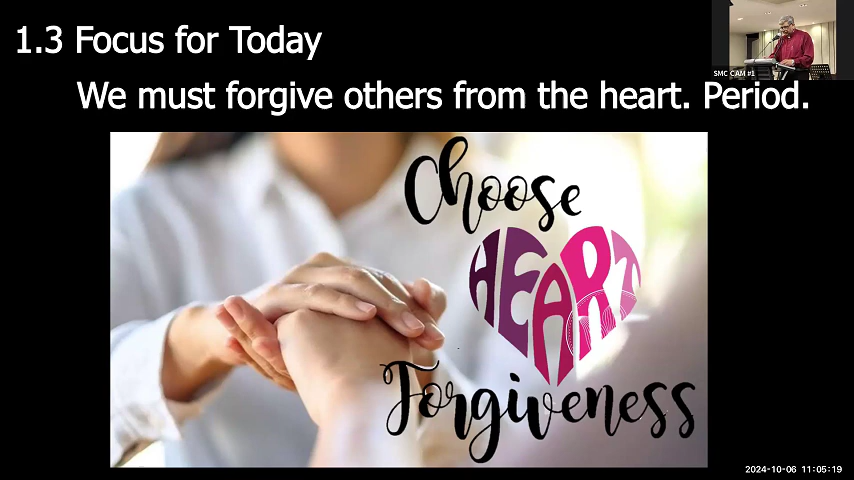 1.3 Focus for Today
We must forgive others from the heart. Period.
SMC CAM #1
Choose
HEART
Forgiveness
2024-10-06 11:05:19